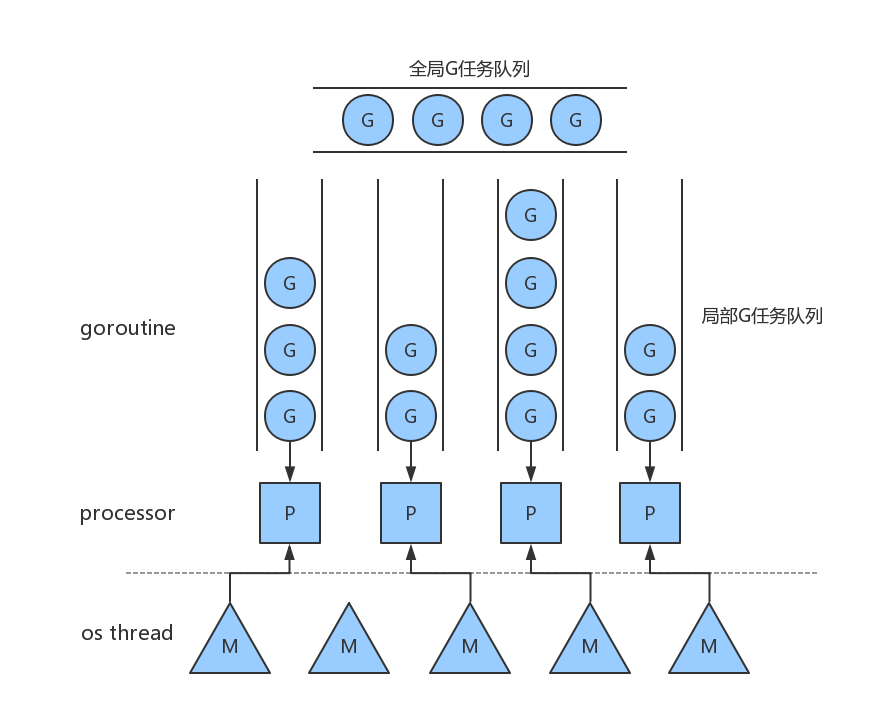 全局G任务队列
G G G G
G
G G
G G G G
G G G G
goroutine
局部G任务队列
processor
P P P P
os thread
M M M M M